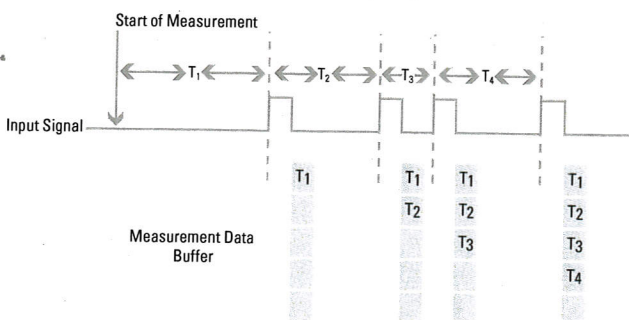 Start of Measurement
T1 T2 T3 T4
Input Signal
T1 T1 T1 T1
T2 T2 T2
T3 T3
Measurement Data
Buffer
T4